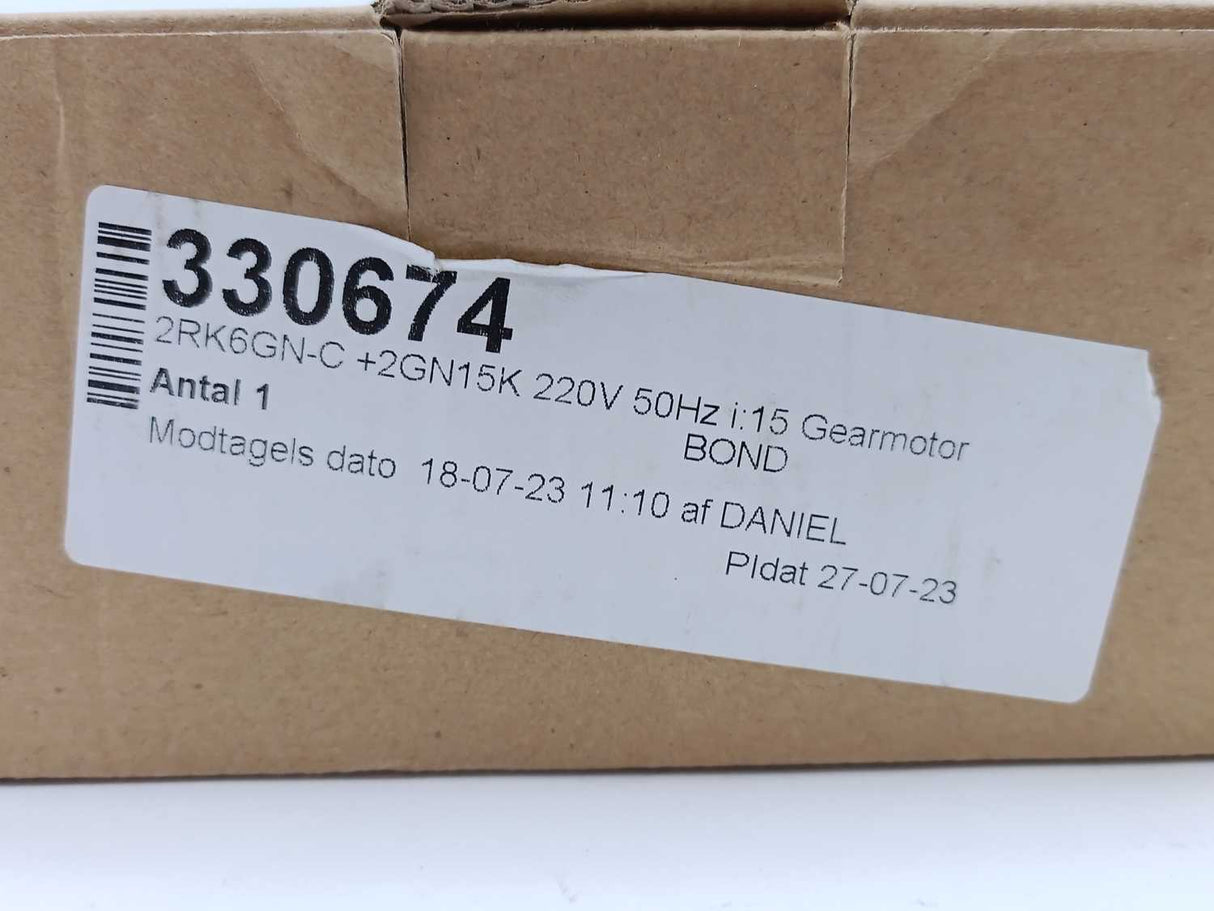 330674
2RK6GN-C +2GN15K 220V 50Hz i:15 Gearmotor
Antal 1
BOND
Modtagels dato 18-07-23 11:10 af DANIEL
Pldat 27-07-23